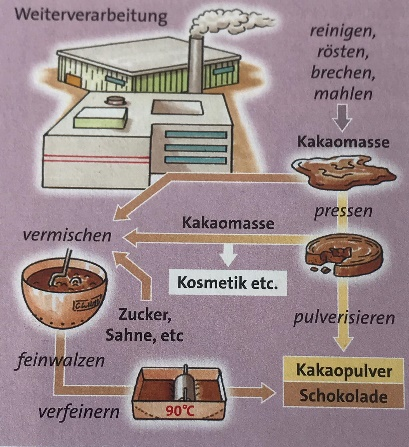 Weiterverarbeitung
reinigen,
rösten,
brechen,
mahlen
Kakaomasse
pressen
Kakaomasse
vermischen
Kosmetik etc.
Zucker,
Sahne, etc
pulverisieren
feinwalzen
Kakaopulver
Schokolade
verfeinern
90°C